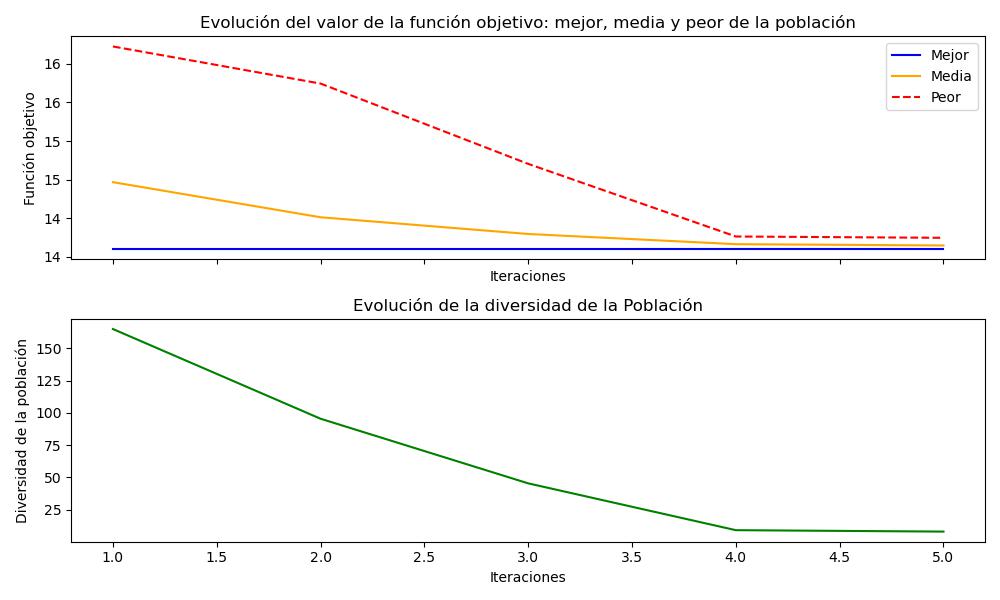 Evolución del valor de la función objetivo: mejor, media y peor de la población
Función objetivo
16
16
15
15
14
14
Mejor
Media
Peor
Iteraciones
Evolución de la diversidad de la Población
Diversidad de la población
150
125
100
75
50
25
1.0 1.5 2.0 2.5 3.0 3.5 4.0 4.5 5.0
Iteraciones